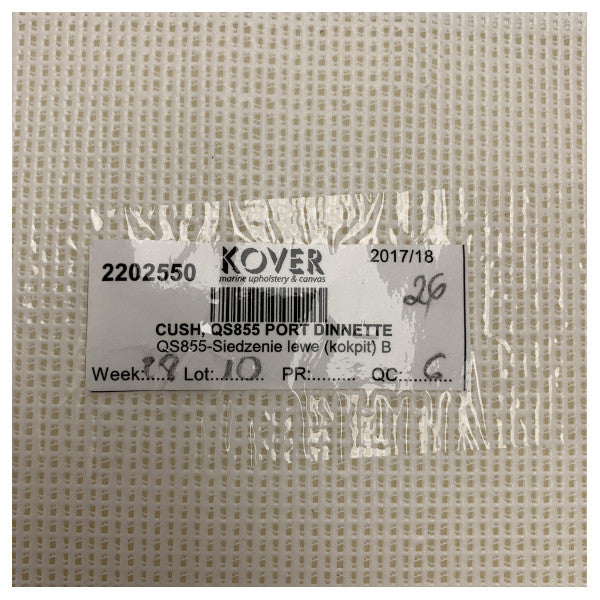 2202550 KOVER 2017/18
marine upholstery & canvas
26
CUSH, QS855 PORT DINNETTE
QS855-Siedzenie lewe (kokpit) B
Week:.... Lot:..10.. PR:......... QC:...6...